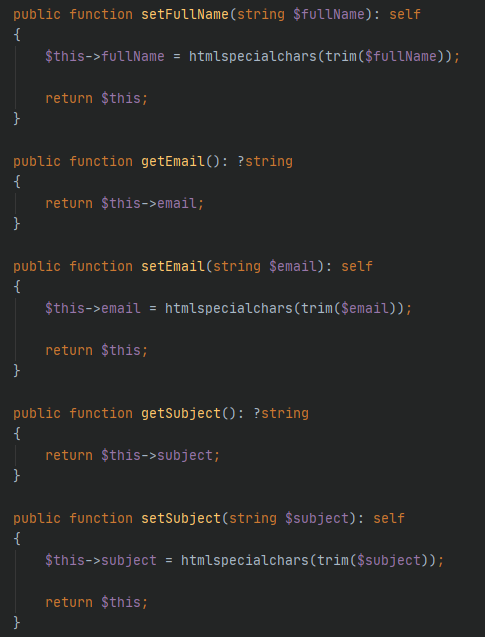 public function setFullName(string $fullName): self
{
    $this->fullName = htmlspecialchars(trim($fullName));

    return $this;
}

public function getEmail(): ?string
{
    return $this->email;
}

public function setEmail(string $email): self
{
    $this->email = htmlspecialchars(trim($email));

    return $this;
}

public function getSubject(): ?string
{
    return $this->subject;
}

public function setSubject(string $subject): self
{
    $this->subject = htmlspecialchars(trim($subject));

    return $this;
}